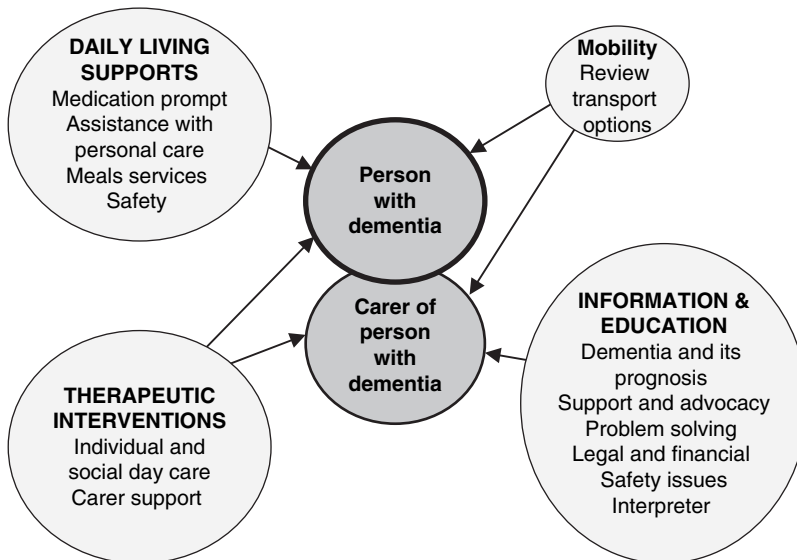 DAILY LIVING
SUPPORTS
Medication prompt
Assistance with
personal care
Meals services
Safety
Mobility
Review
transport
options
Person
with
dementia
Carer of
person
with
dementia
THERAPEUTIC
INTERVENTIONS
Individual and
social day care
Carer support
INFORMATION &
EDUCATION
Dementia and its
prognosis
Support and advocacy
Problem solving
Legal and financial
Safety issues
Interpreter